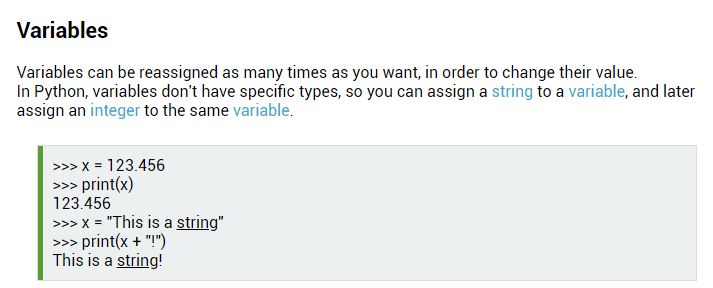 Variables
Variables can be reassigned as many times as you want, in order to change their value.
In Python, variables don't have specific types, so you can assign a string to a variable, and later
assign an integer to the same variable.
>>> x = 123.456
>>> print(x)
123.456
>>> x = "This is a string"
>>> print(x + "!")
This is a string!